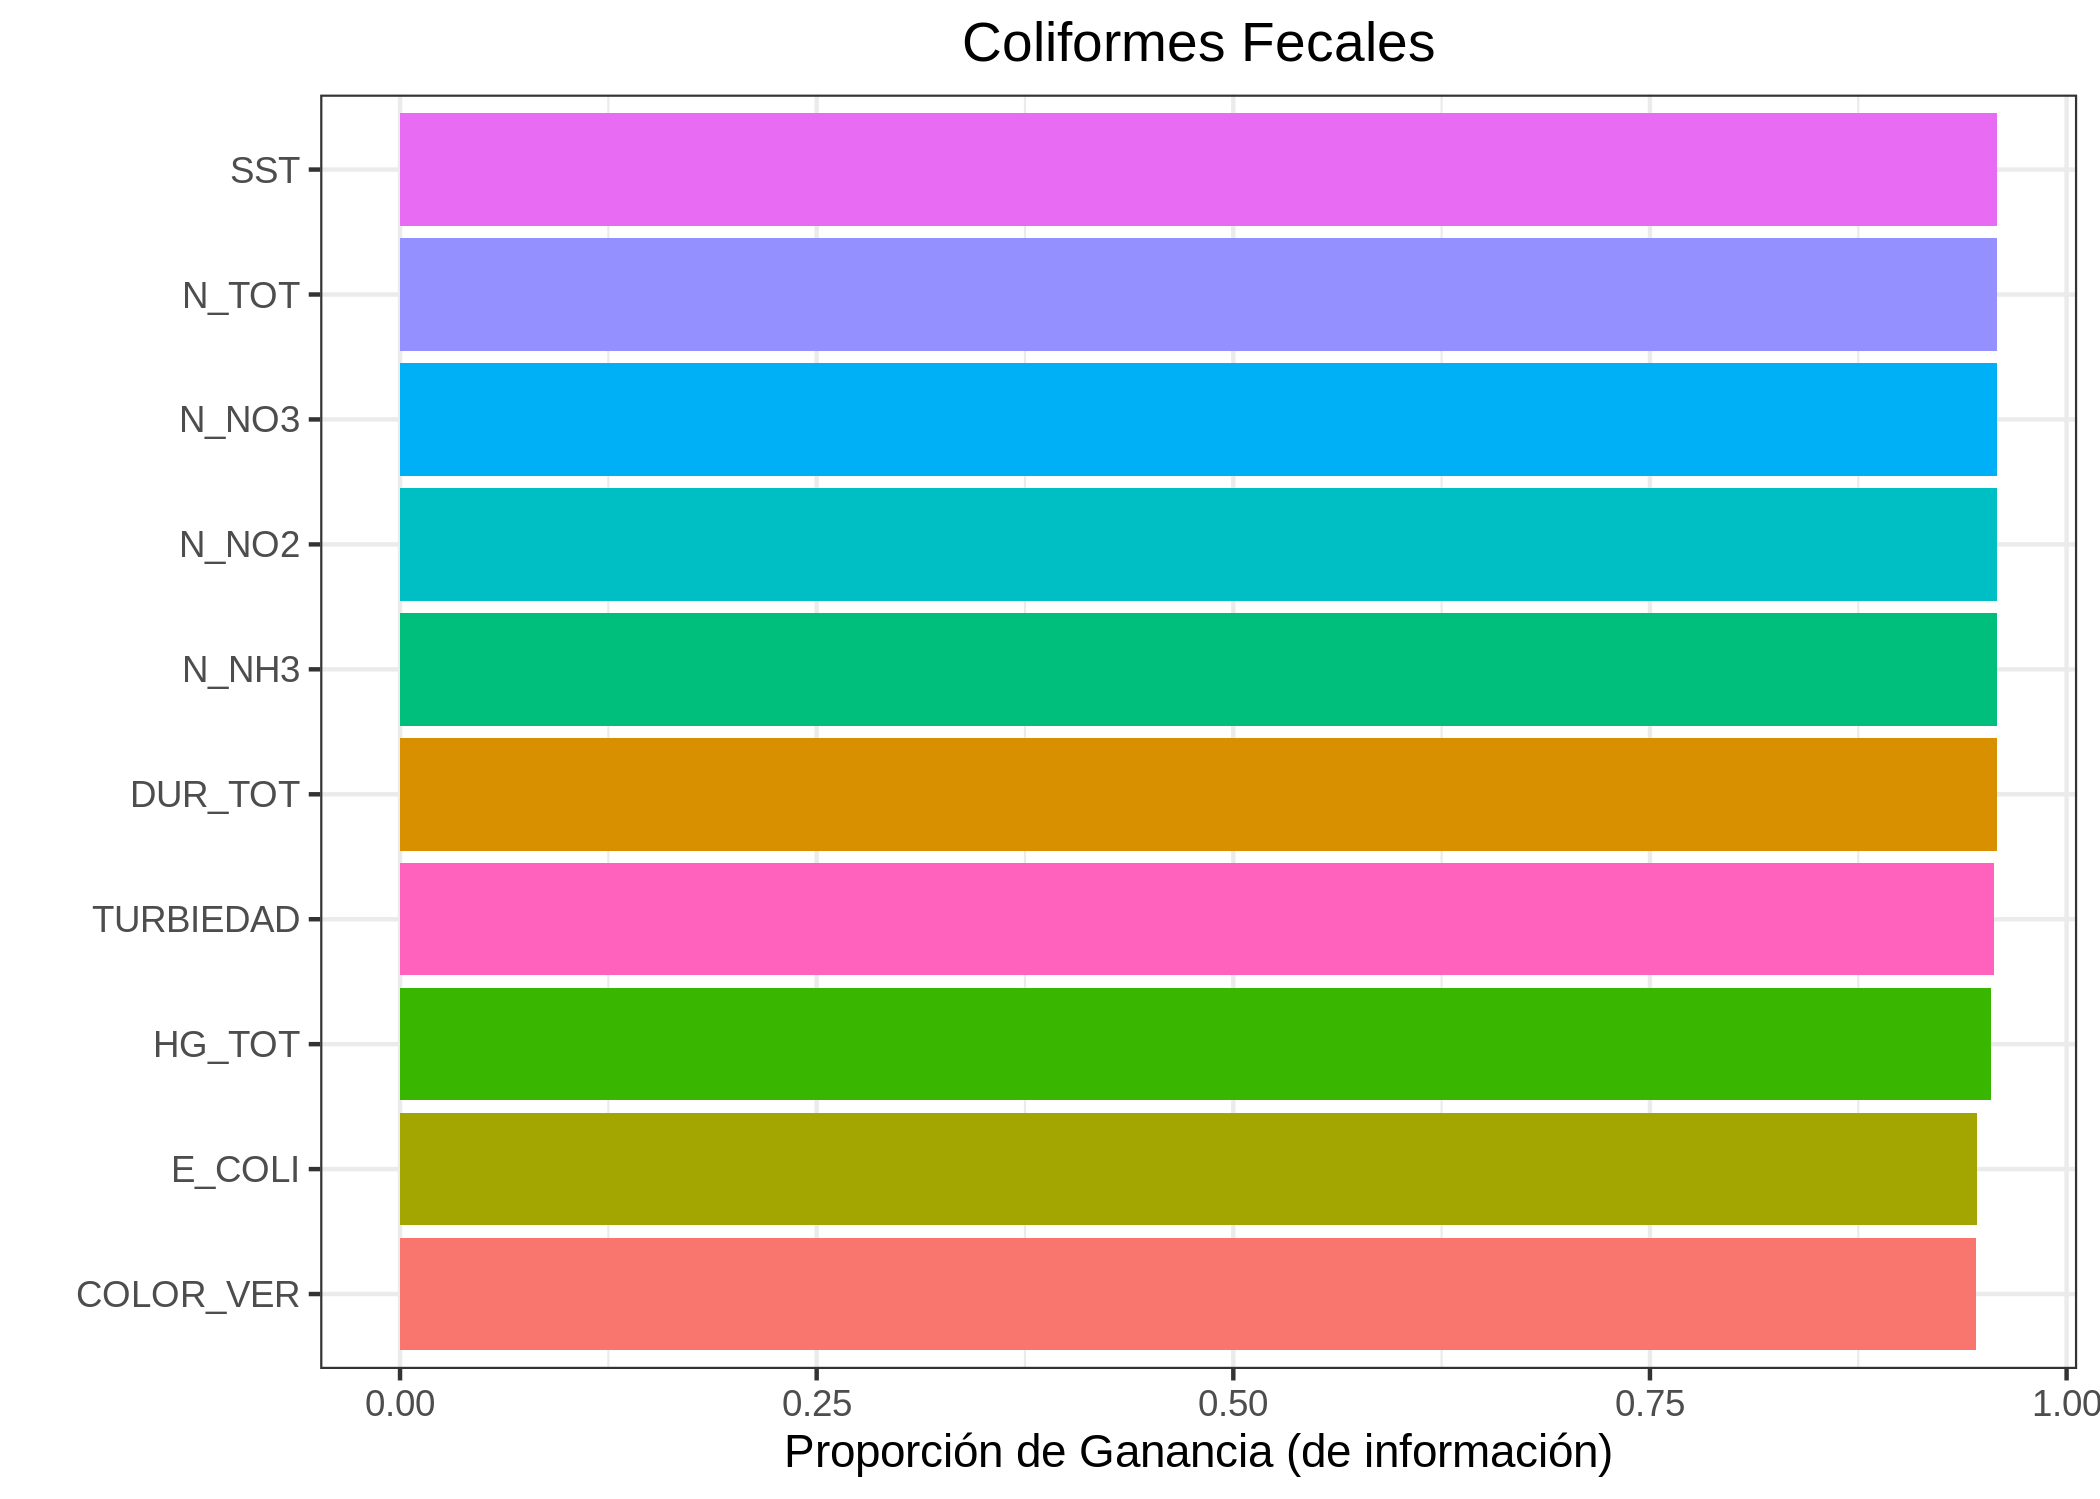 Coliformes Fecales
SST
N_TOT
N_NO3
N_NO2
N_NH3
DUR_TOT
TURBIEDAD
HG_TOT
E_COLI
COLOR_VER
0.00 0.25 0.50 0.75 1.00
Proporción de Ganancia (de información)